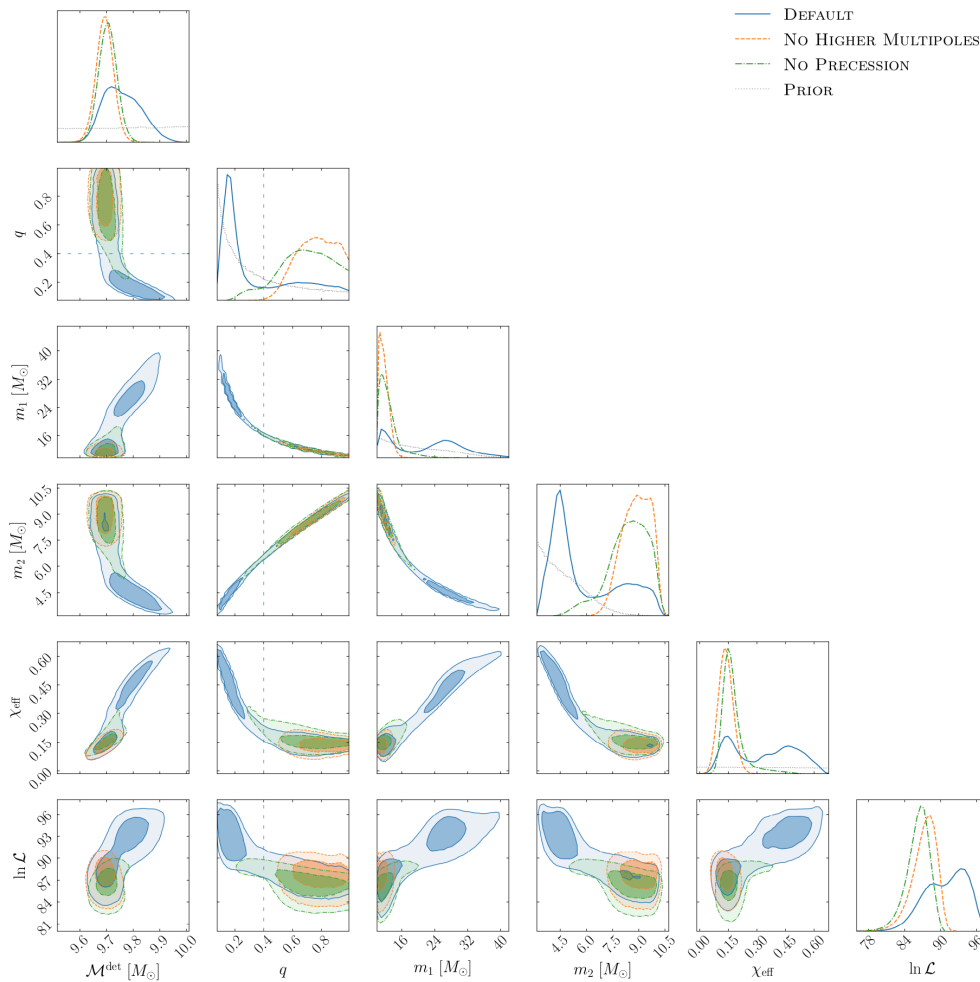 DEFAULT
NO HIGHER MULTIPOLES
NO PRECESSION
PRIOR
q
0.8
0.6
0.4
0.2
m₁ [M⊙]
40
32
24
16
m₂ [M⊙]
10.5
9.0
7.5
6.0
4.5
χeff
0.60
0.45
0.30
0.15
0.00
ln 𝓛
96
93
90
87
84
81
9.6 9.7 9.8 9.9 10.0
0.2 0.4 0.6 0.8
16 24 32 40
4.5 6.0 7.5 9.0 10.5
0.00 0.15 0.30 0.45 0.60
78 84 90 96
𝓜det [M⊙]
q
m₁ [M⊙]
m₂ [M⊙]
χeff
ln 𝓛